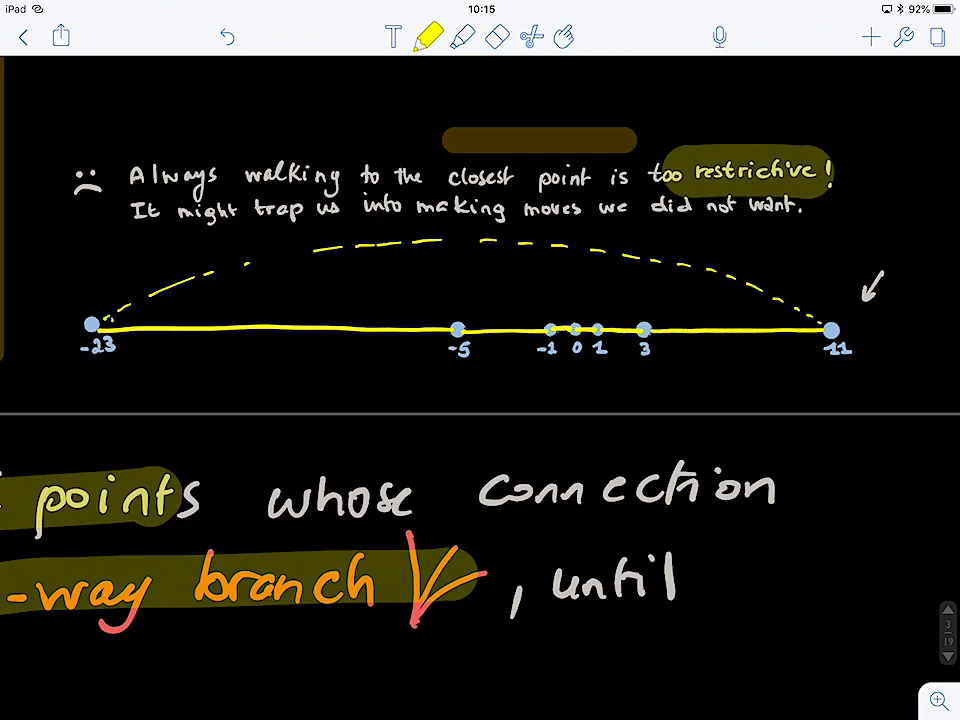 iPad 10:15 92%
T
Always walking to the closest point is too restrictive!
It might trap us into making moves we did not want.
-23 -5 -1 0 1 3 11
points whose connection
-way branch, until
3
19